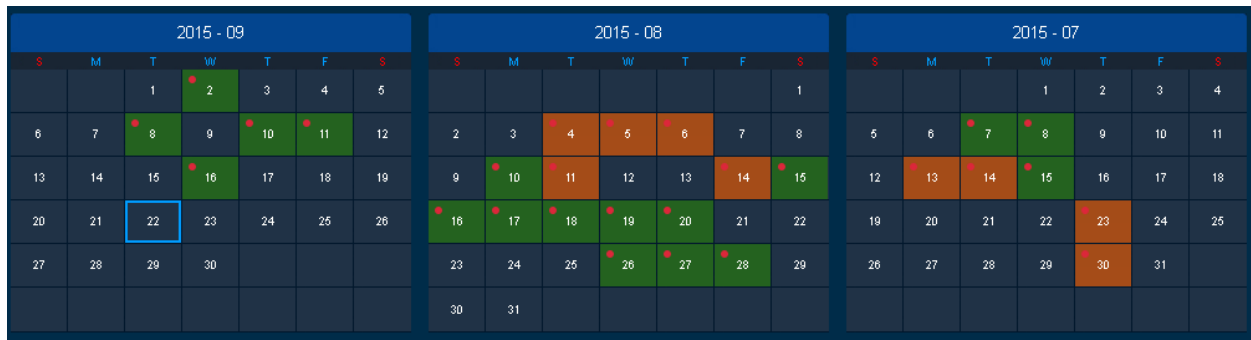 2015 - 09
S M T W T F S
1 2 3 4 5
6 7 8 9 10 11 12
13 14 15 16 17 18 19
20 21 22 23 24 25 26
27 28 29 30
2015 - 08
S M T W T F S
1
2 3 4 5 6 7 8
9 10 11 12 13 14 15
16 17 18 19 20 21 22
23 24 25 26 27 28 29
30 31
2015 - 07
S M T W T F S
1 2 3 4
5 6 7 8 9 10 11
12 13 14 15 16 17 18
19 20 21 22 23 24 25
26 27 28 29 30 31